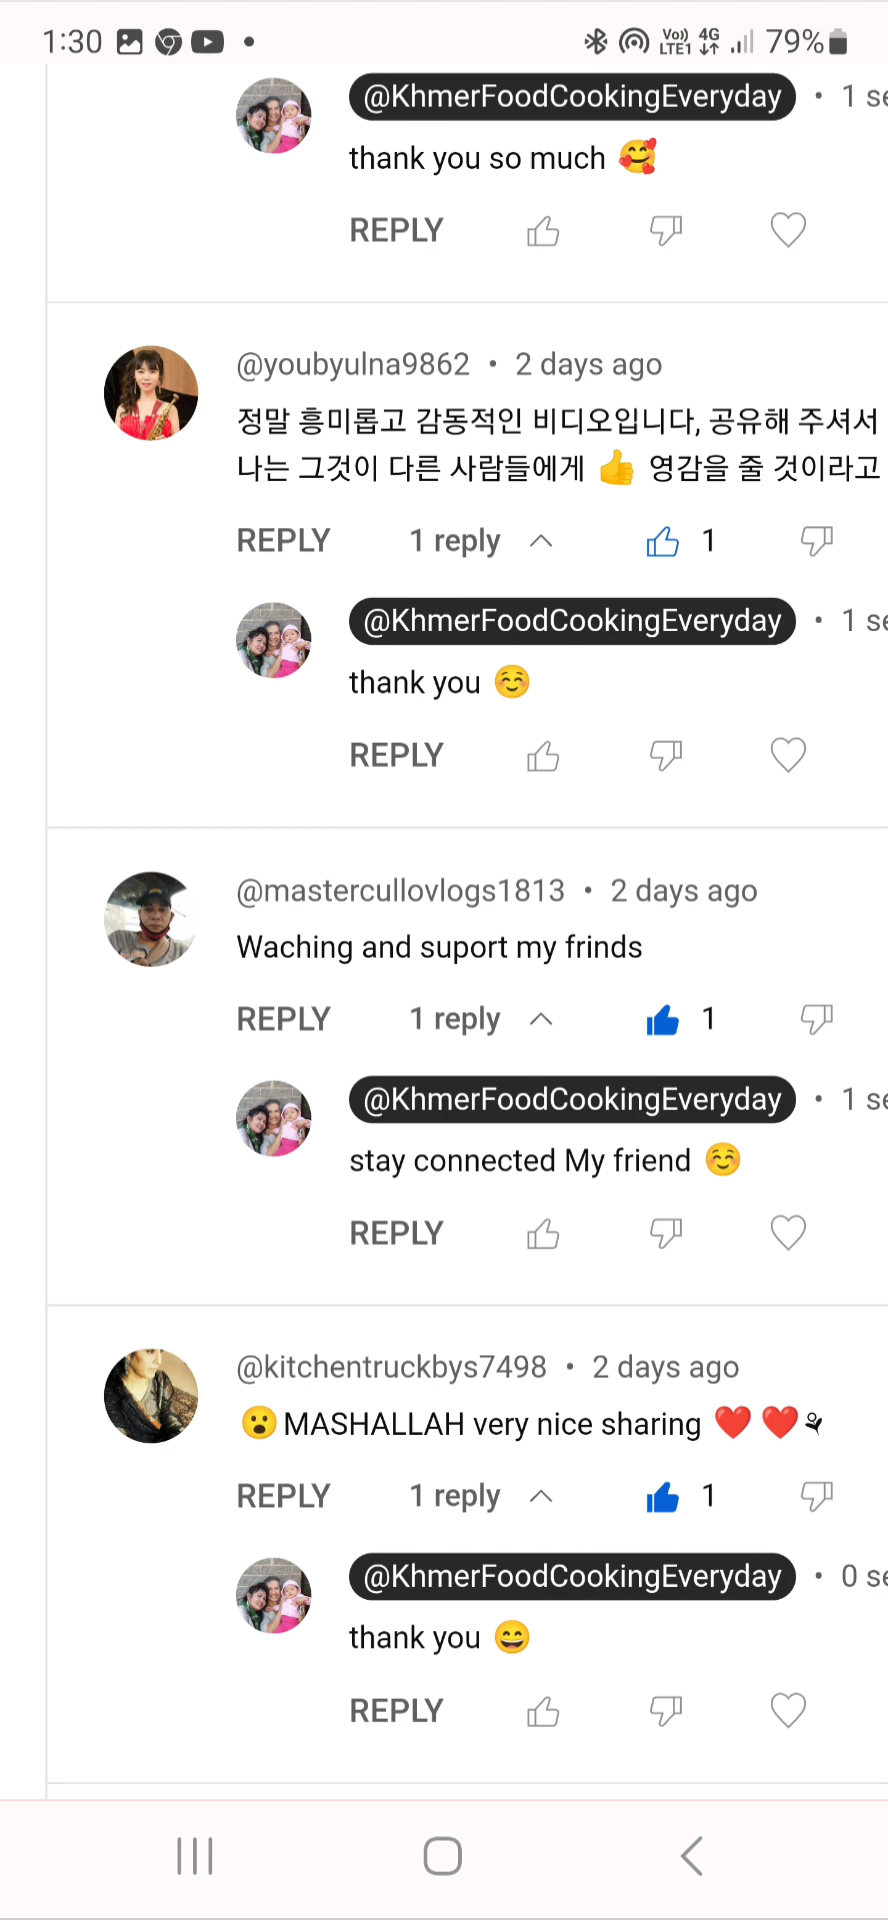 1:30 Vo)) LTE1 4G 79%
@KhmerFoodCookingEveryday • 1
thank you so much 🥰
REPLY
@youbyulna9862 • 2 days ago
정말 흥미롭고 감동적인 비디오입니다, 공유해 주셔서
나는 그것이 다른 사람들에게 👍 영감을 줄 것이라고
REPLY 1 reply 1
@KhmerFoodCookingEveryday • 1
thank you ☺️
REPLY
@mastercullovlogs1813 • 2 days ago
Waching and suport my frinds
REPLY 1 reply 1
@KhmerFoodCookingEveryday • 1
stay connected My friend ☺️
REPLY
@kitchentruckbys7498 • 2 days ago
😮MASHALLAH very nice sharing ❤️ ❤️⚘
REPLY 1 reply 1
@KhmerFoodCookingEveryday • 0
thank you 😄
REPLY